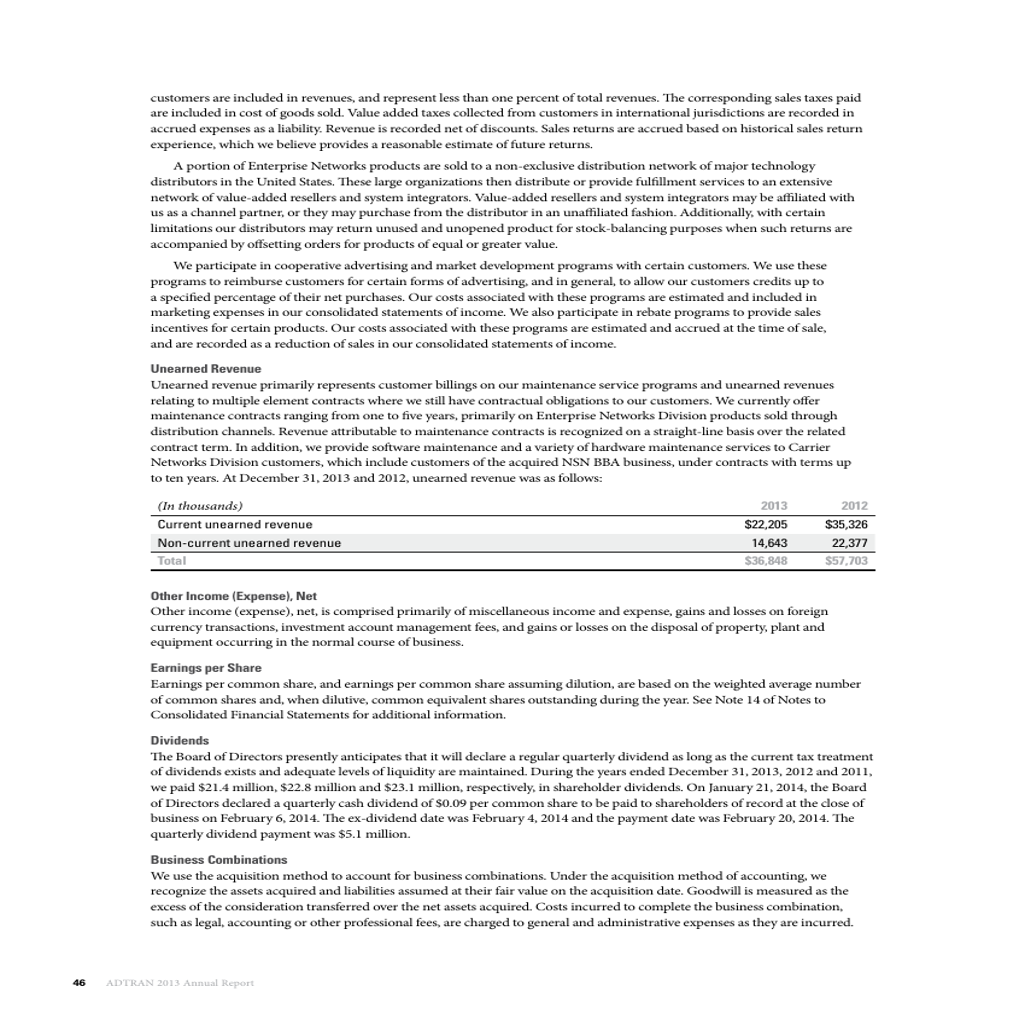 customers are included in revenues, and represent less than one percent of total revenues. The corresponding sales taxes paid
are included in cost of goods sold. Value added taxes collected from customers in international jurisdictions are recorded in
accrued expenses as a liability. Revenue is recorded net of discounts. Sales returns are accrued based on historical sales return
experience, which we believe provides a reasonable estimate of future returns.
A portion of Enterprise Networks products are sold to a non-exclusive distribution network of major technology
distributors in the United States. These large organizations then distribute or provide fulfillment services to an extensive
network of value-added resellers and system integrators. Value-added resellers and system integrators may be affiliated with
us as a channel partner, or they may purchase from the distributor in an unaffiliated fashion. Additionally, with certain
limitations our distributors may return unused and unopened product for stock-balancing purposes when such returns are
accompanied by offsetting orders for products of equal or greater value.
We participate in cooperative advertising and market development programs with certain customers. We use these
programs to reimburse customers for certain forms of advertising, and in general, to allow our customers credits up to
a specified percentage of their net purchases. Our costs associated with these programs are estimated and included in
marketing expenses in our consolidated statements of income. We also participate in rebate programs to provide sales
incentives for certain products. Our costs associated with these programs are estimated and accrued at the time of sale,
and are recorded as a reduction of sales in our consolidated statements of income.
Unearned Revenue
Unearned revenue primarily represents customer billings on our maintenance service programs and unearned revenues
relating to multiple element contracts where we still have contractual obligations to our customers. We currently offer
maintenance contracts ranging from one to five years, primarily on Enterprise Networks Division products sold through
distribution channels. Revenue attributable to maintenance contracts is recognized on a straight-line basis over the related
contract term. In addition, we provide software maintenance and a variety of hardware maintenance services to Carrier
Networks Division customers, which include customers of the acquired NSN BBA business, under contracts with terms up
to ten years. At December 31, 2013 and 2012, unearned revenue was as follows:
(In thousands) 2013 2012
Current unearned revenue $22,205 $35,326
Non-current unearned revenue 14,643 22,377
Total $36,848 $57,703
Other Income (Expense), Net
Other income (expense), net, is comprised primarily of miscellaneous income and expense, gains and losses on foreign
currency transactions, investment account management fees, and gains or losses on the disposal of property, plant and
equipment occurring in the normal course of business.
Earnings per Share
Earnings per common share, and earnings per common share assuming dilution, are based on the weighted average number
of common shares and, when dilutive, common equivalent shares outstanding during the year. See Note 14 of Notes to
Consolidated Financial Statements for additional information.
Dividends
The Board of Directors presently anticipates that it will declare a regular quarterly dividend as long as the current tax treatment
of dividends exists and adequate levels of liquidity are maintained. During the years ended December 31, 2013, 2012 and 2011,
we paid $21.4 million, $22.8 million and $23.1 million, respectively, in shareholder dividends. On January 21, 2014, the Board
of Directors declared a quarterly cash dividend of $0.09 per common share to be paid to shareholders of record at the close of
business on February 6, 2014. The ex-dividend date was February 4, 2014 and the payment date was February 20, 2014. The
quarterly dividend payment was $5.1 million.
Business Combinations
We use the acquisition method to account for business combinations. Under the acquisition method of accounting, we
recognize the assets acquired and liabilities assumed at their fair value on the acquisition date. Goodwill is measured as the
excess of the consideration transferred over the net assets acquired. Costs incurred to complete the business combination,
such as legal, accounting or other professional fees, are charged to general and administrative expenses as they are incurred.
46 ADTRAN 2013 Annual Report